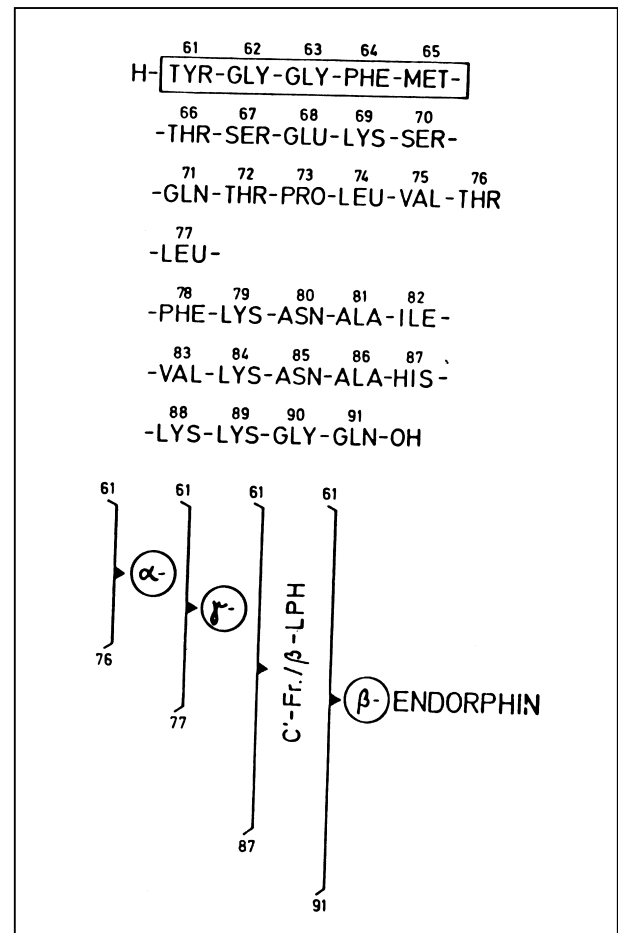 61 62 63 64 65
H-TYR-GLY-GLY-PHE-MET-
66 67 68 69 70
-THR-SER-GLU-LYS-SER-
71 72 73 74 75 76
-GLN-THR-PRO-LEU-VAL-THR
77
-LEU-
78 79 80 81 82
-PHE-LYS-ASN-ALA-ILE-
83 84 85 86 87
-VAL-LYS-ASN-ALA-HIS-
88 89 90 91
-LYS-LYS-GLY-GLN-OH
61 61 61 61
α-
γ-
C'-Fr./β-LPH
76
β- ENDORPHIN
77
87
91